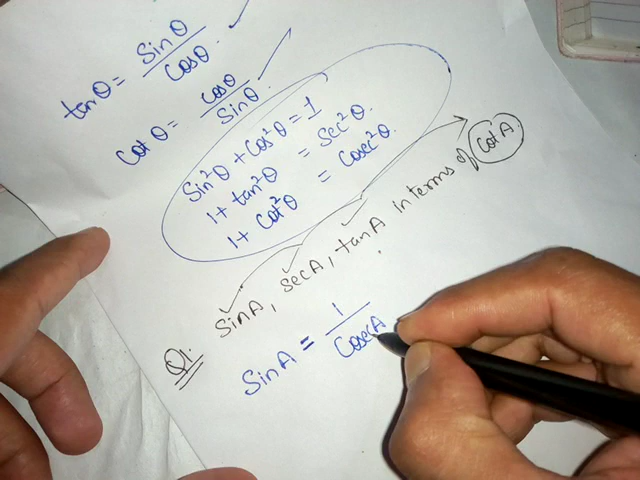 tanθ = Sinθ / Cosθ
Cotθ = Cosθ / Sinθ
Sin²θ + Cos²θ = 1
1 + tan²θ = Sec²θ.
1 + Cot²θ = Cosec²θ.
Q1. SinA, SecA, tanA in terms of CotA
SinA = 1 / CosecA